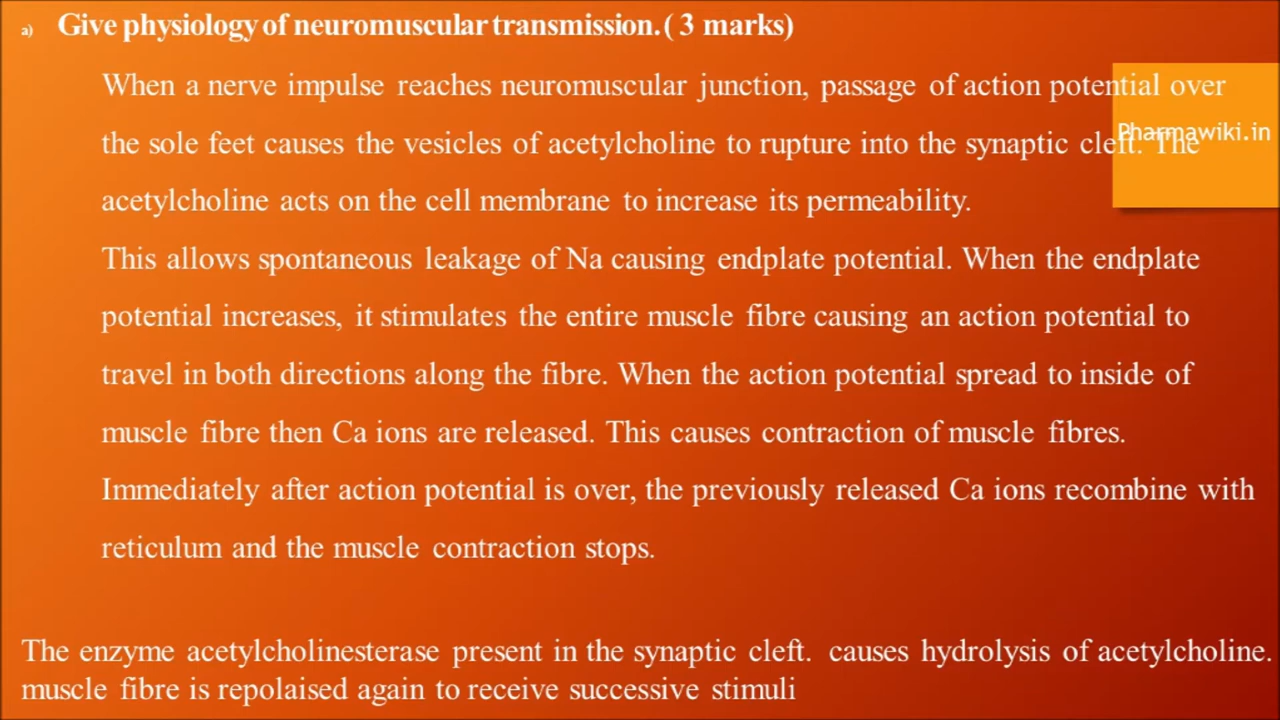 a) Give physiology of neuromuscular transmission. ( 3 marks)
When a nerve impulse reaches neuromuscular junction, passage of action potential over
Pharmawiki.in
the sole feet causes the vesicles of acetylcholine to rupture into the synaptic cleft. The
acetylcholine acts on the cell membrane to increase its permeability.
This allows spontaneous leakage of Na causing endplate potential. When the endplate
potential increases, it stimulates the entire muscle fibre causing an action potential to
travel in both directions along the fibre. When the action potential spread to inside of
muscle fibre then Ca ions are released. This causes contraction of muscle fibres.
Immediately after action potential is over, the previously released Ca ions recombine with
reticulum and the muscle contraction stops.
The enzyme acetylcholinesterase present in the synaptic cleft. causes hydrolysis of acetylcholine.
muscle fibre is repolaised again to receive successive stimuli